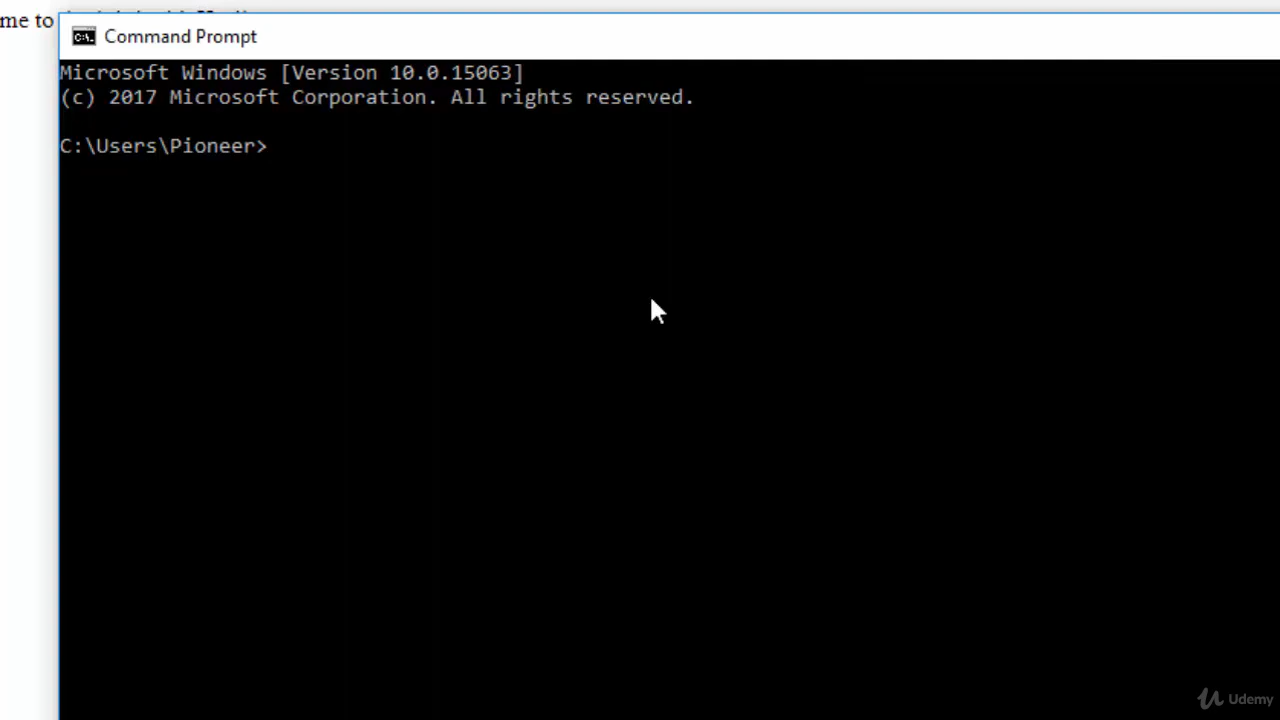 me to
Command Prompt
Microsoft Windows [Version 10.0.15063]
(c) 2017 Microsoft Corporation. All rights reserved.
C:\Users\Pioneer>
Udemy